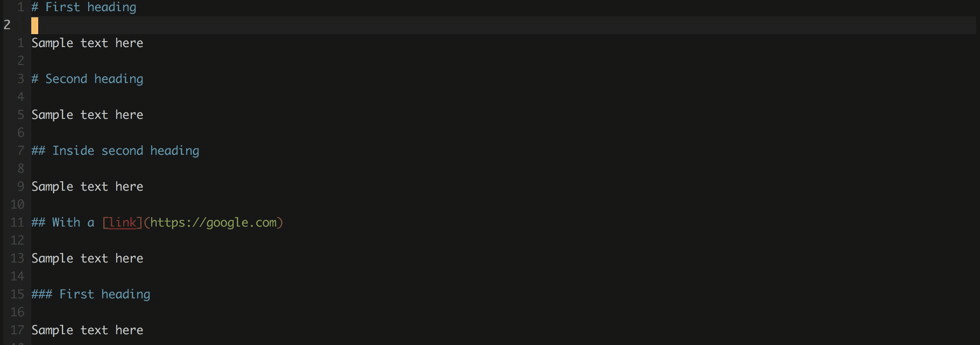 1 # First heading
2
1 Sample text here
2
3 # Second heading
4
5 Sample text here
6
7 ## Inside second heading
8
9 Sample text here
10
11 ## With a [link](https://google.com)
12
13 Sample text here
14
15 ### First heading
16
17 Sample text here